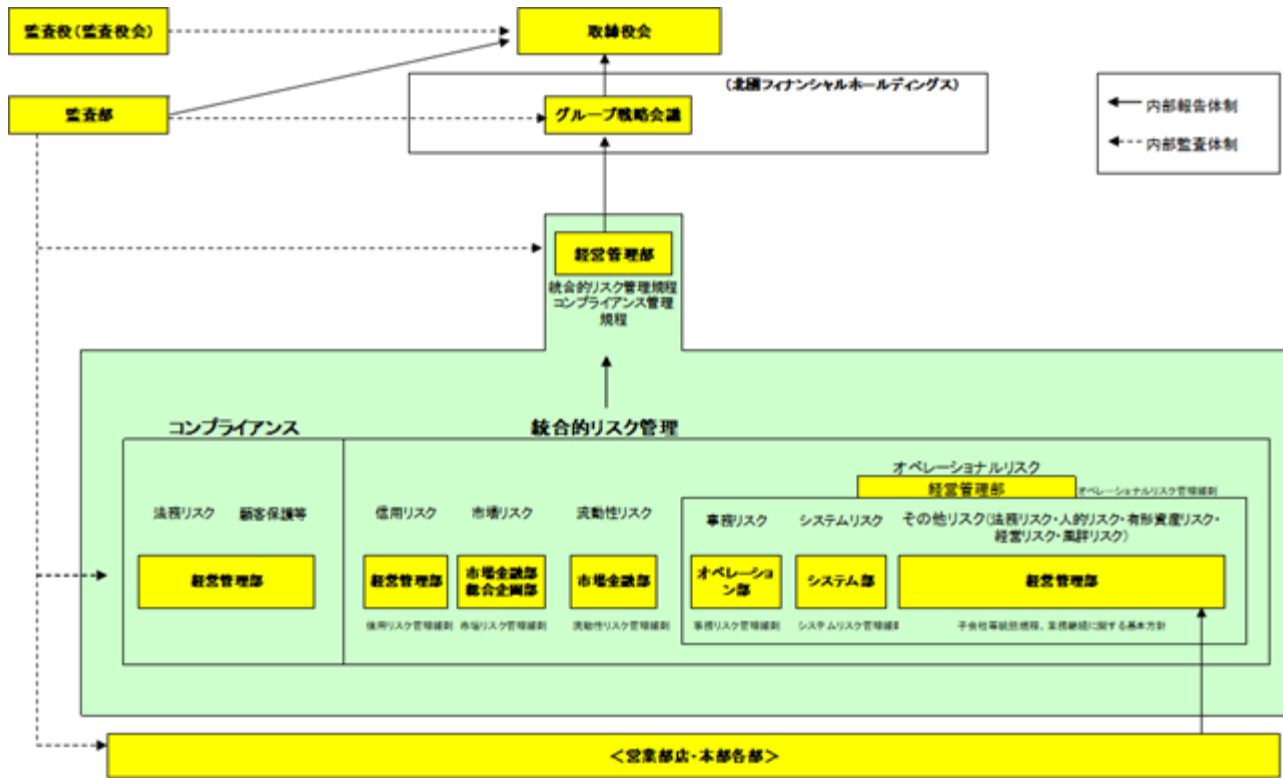 監査役(監査役会)
取締役会
(北國フィナンシャルホールディングス)
監査部
グループ戦略会議
内部報告体制
内部監査体制
経営管理部
統合的リスク管理規程
コンプライアンス管理
規程
コンプライアンス
統合的リスク管理
オペレーショナルリスク
経営管理部
オペレーショナルリスク管理細則
法務リスク 顧客保護等
信用リスク 市場リスク 流動性リスク
事務リスク システムリスク その他リスク(法務リスク・人的リスク・有形資産リスク・
経営リスク・風評リスク)
経営管理部
経営管理部
市場金融部
総合企画部
市場金融部
オペレーショ
ン部
システム部
経営管理部
信用リスク管理細則 市場リスク管理細則 流動性リスク管理細則 事務リスク管理細則 システムリスク管理細則 子会社等統括規程、業務継続に関する基本方針
<営業部店・本部各部>